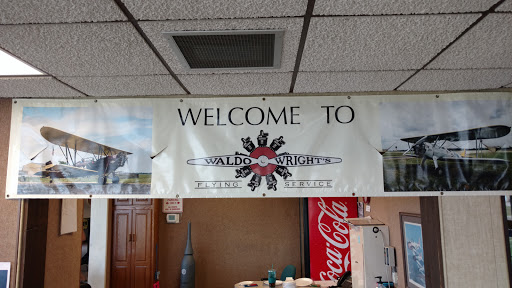 WELCOME TO
WALDO WRIGHT'S
FLYING SERVICE
Coca-Cola